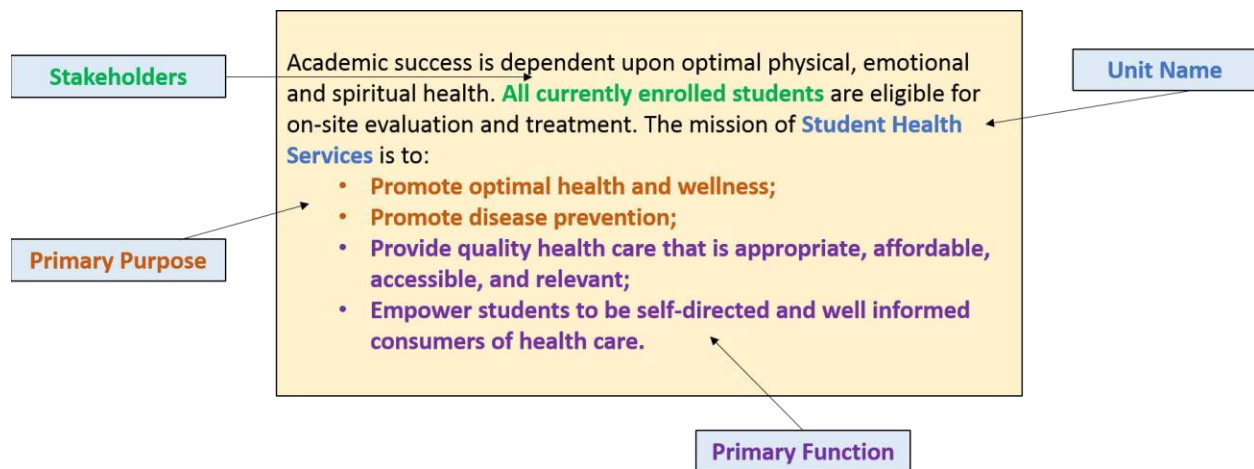 Stakeholders
Unit Name
Academic success is dependent upon optimal physical, emotional
and spiritual health. All currently enrolled students are eligible for
on-site evaluation and treatment. The mission of Student Health
Services is to:
• Promote optimal health and wellness;
• Promote disease prevention;
• Provide quality health care that is appropriate, affordable,
accessible, and relevant;
• Empower students to be self-directed and well informed
consumers of health care.
Primary Purpose
Primary Function